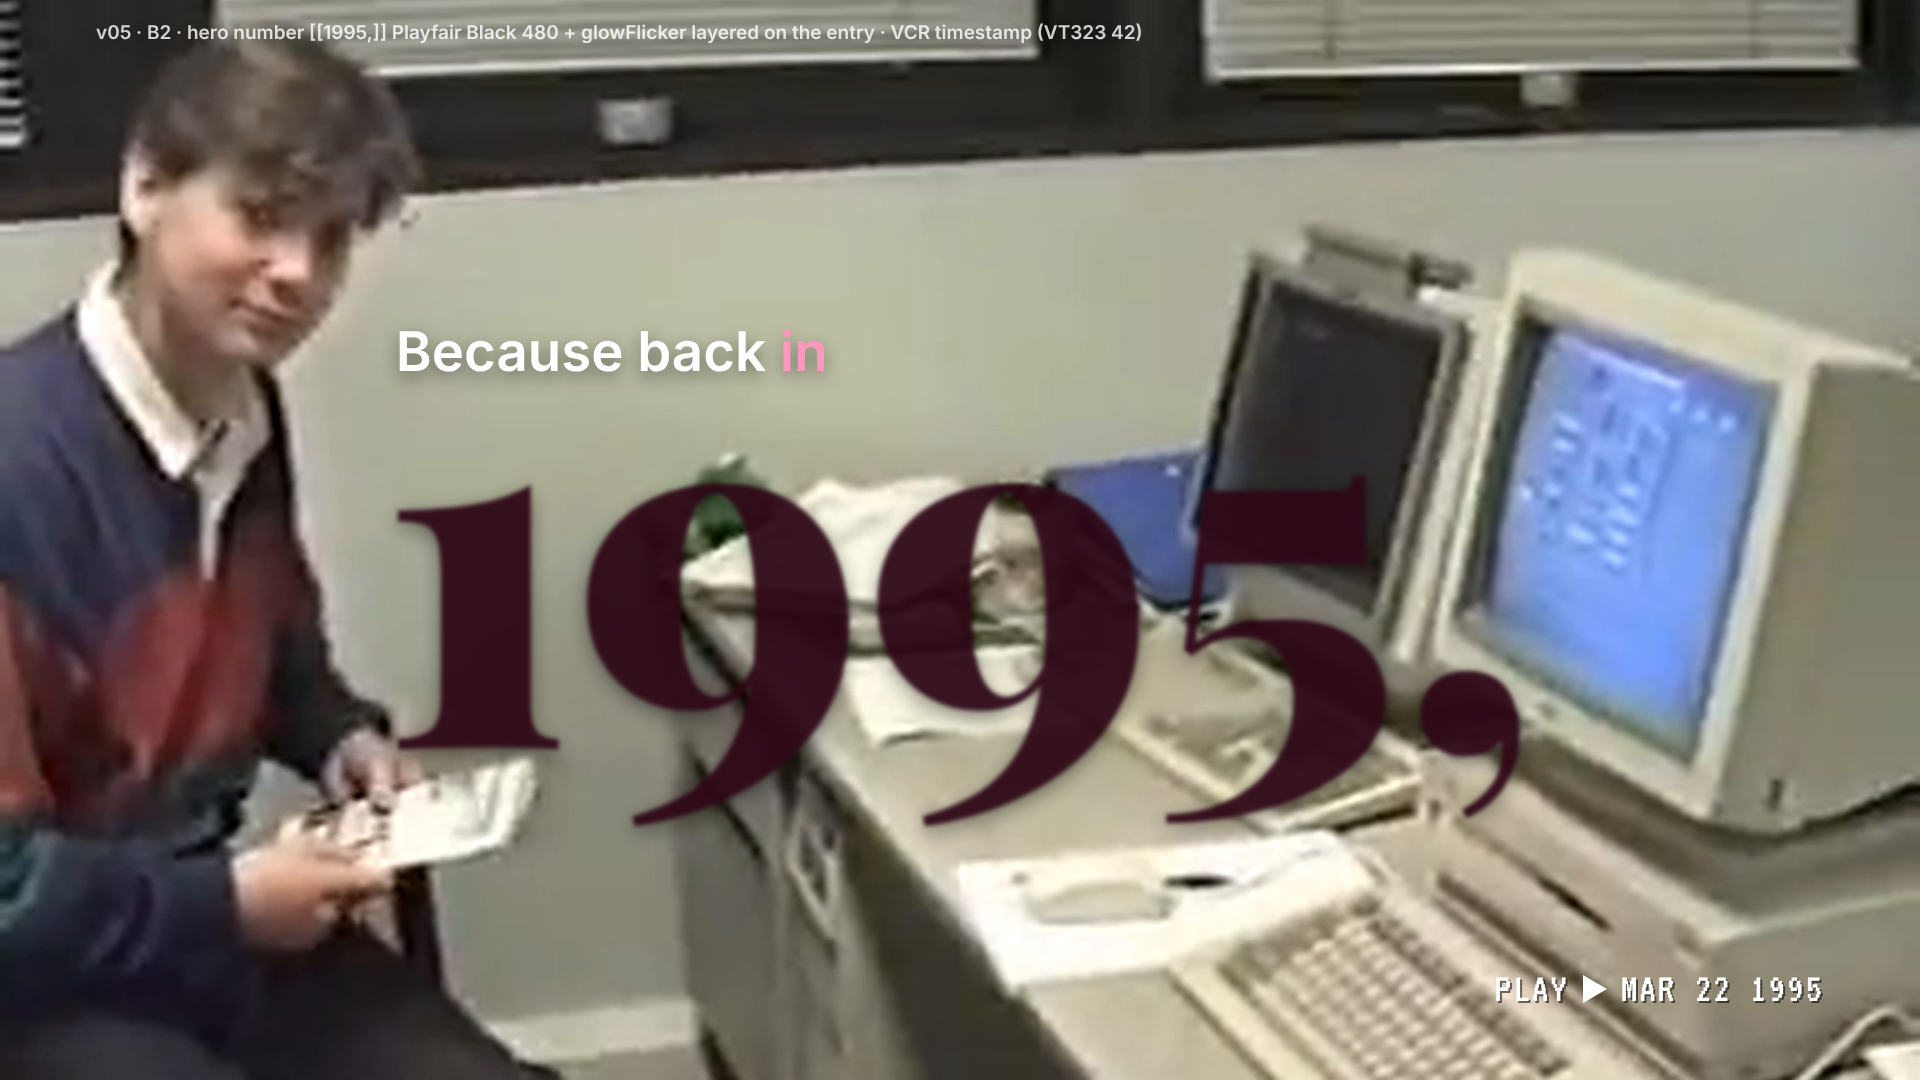 v05 · B2 · hero number [[1995,]] Playfair Black 480 + glowFlicker layered on the entry · VCR timestamp (VT323 42)
Because back in
1995,
PLAY ▶ MAR 22 1995